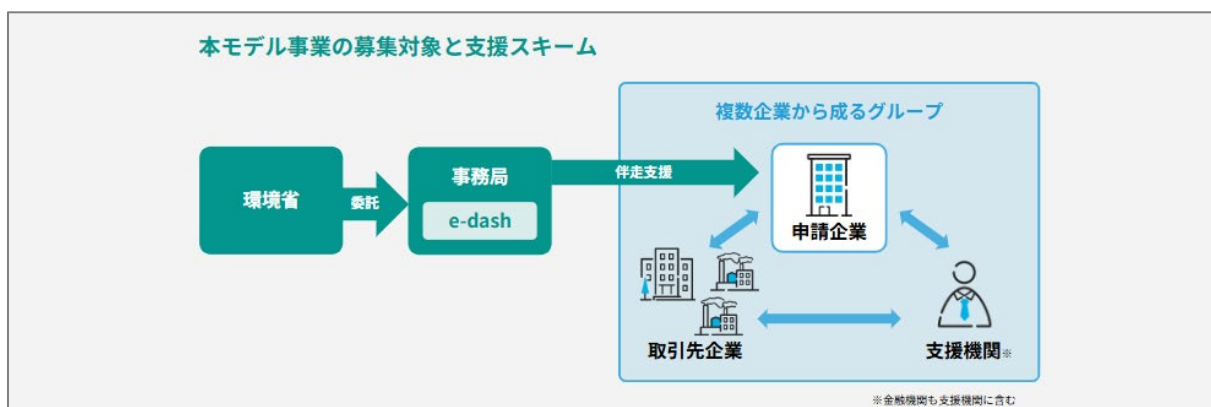 本モデル事業の募集対象と支援スキーム
複数企業から成るグループ
環境省
委託
事務局
e-dash
伴走支援
申請企業
取引先企業
支援機関※
※金融機関も支援機関に含む